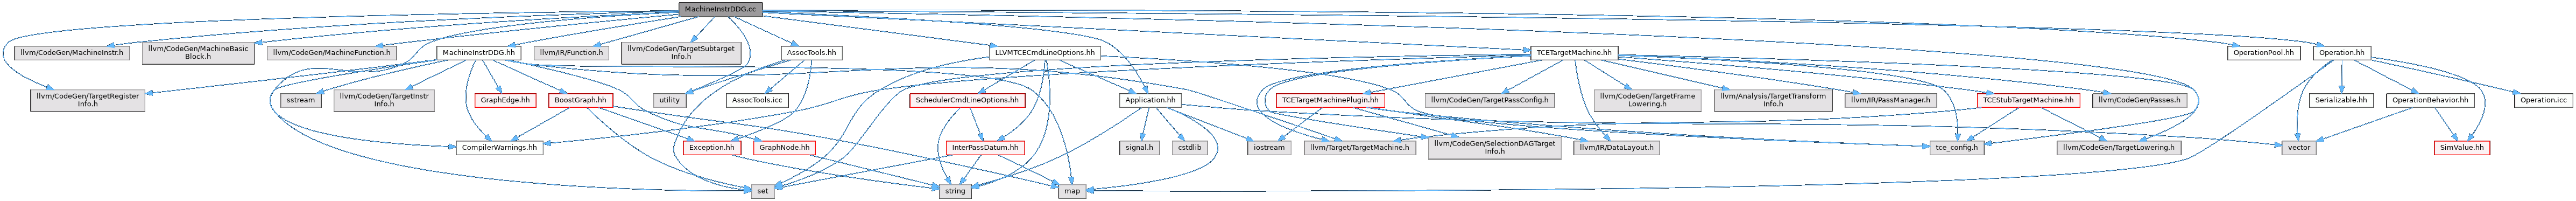 MachineInstrDDG.cc
llvm/CodeGen/MachineInstr.h
llvm/CodeGen/MachineBasic
Block.h
llvm/CodeGen/MachineFunction.h
MachineInstrDDG.hh
llvm/IR/Function.h
llvm/CodeGen/TargetSubtarget
Info.h
AssocTools.hh
LLVMTCECmdLineOptions.hh
TCETargetMachine.hh
OperationPool.hh
Operation.hh
llvm/CodeGen/TargetRegister
Info.h
sstream
llvm/CodeGen/TargetInstr
Info.h
GraphEdge.hh
BoostGraph.hh
utility
AssocTools.icc
SchedulerCmdLineOptions.hh
Application.hh
TCETargetMachinePlugin.hh
llvm/CodeGen/TargetPassConfig.h
llvm/CodeGen/TargetFrame
Lowering.h
llvm/Analysis/TargetTransform
Info.h
llvm/IR/PassManager.h
TCEStubTargetMachine.hh
llvm/CodeGen/Passes.h
Serializable.hh
OperationBehavior.hh
Operation.icc
CompilerWarnings.hh
Exception.hh
GraphNode.hh
InterPassDatum.hh
signal.h
cstdlib
iostream
llvm/Target/TargetMachine.h
llvm/CodeGen/SelectionDAGTarget
Info.h
llvm/IR/DataLayout.h
tce_config.h
llvm/CodeGen/TargetLowering.h
vector
SimValue.hh
set
string
map